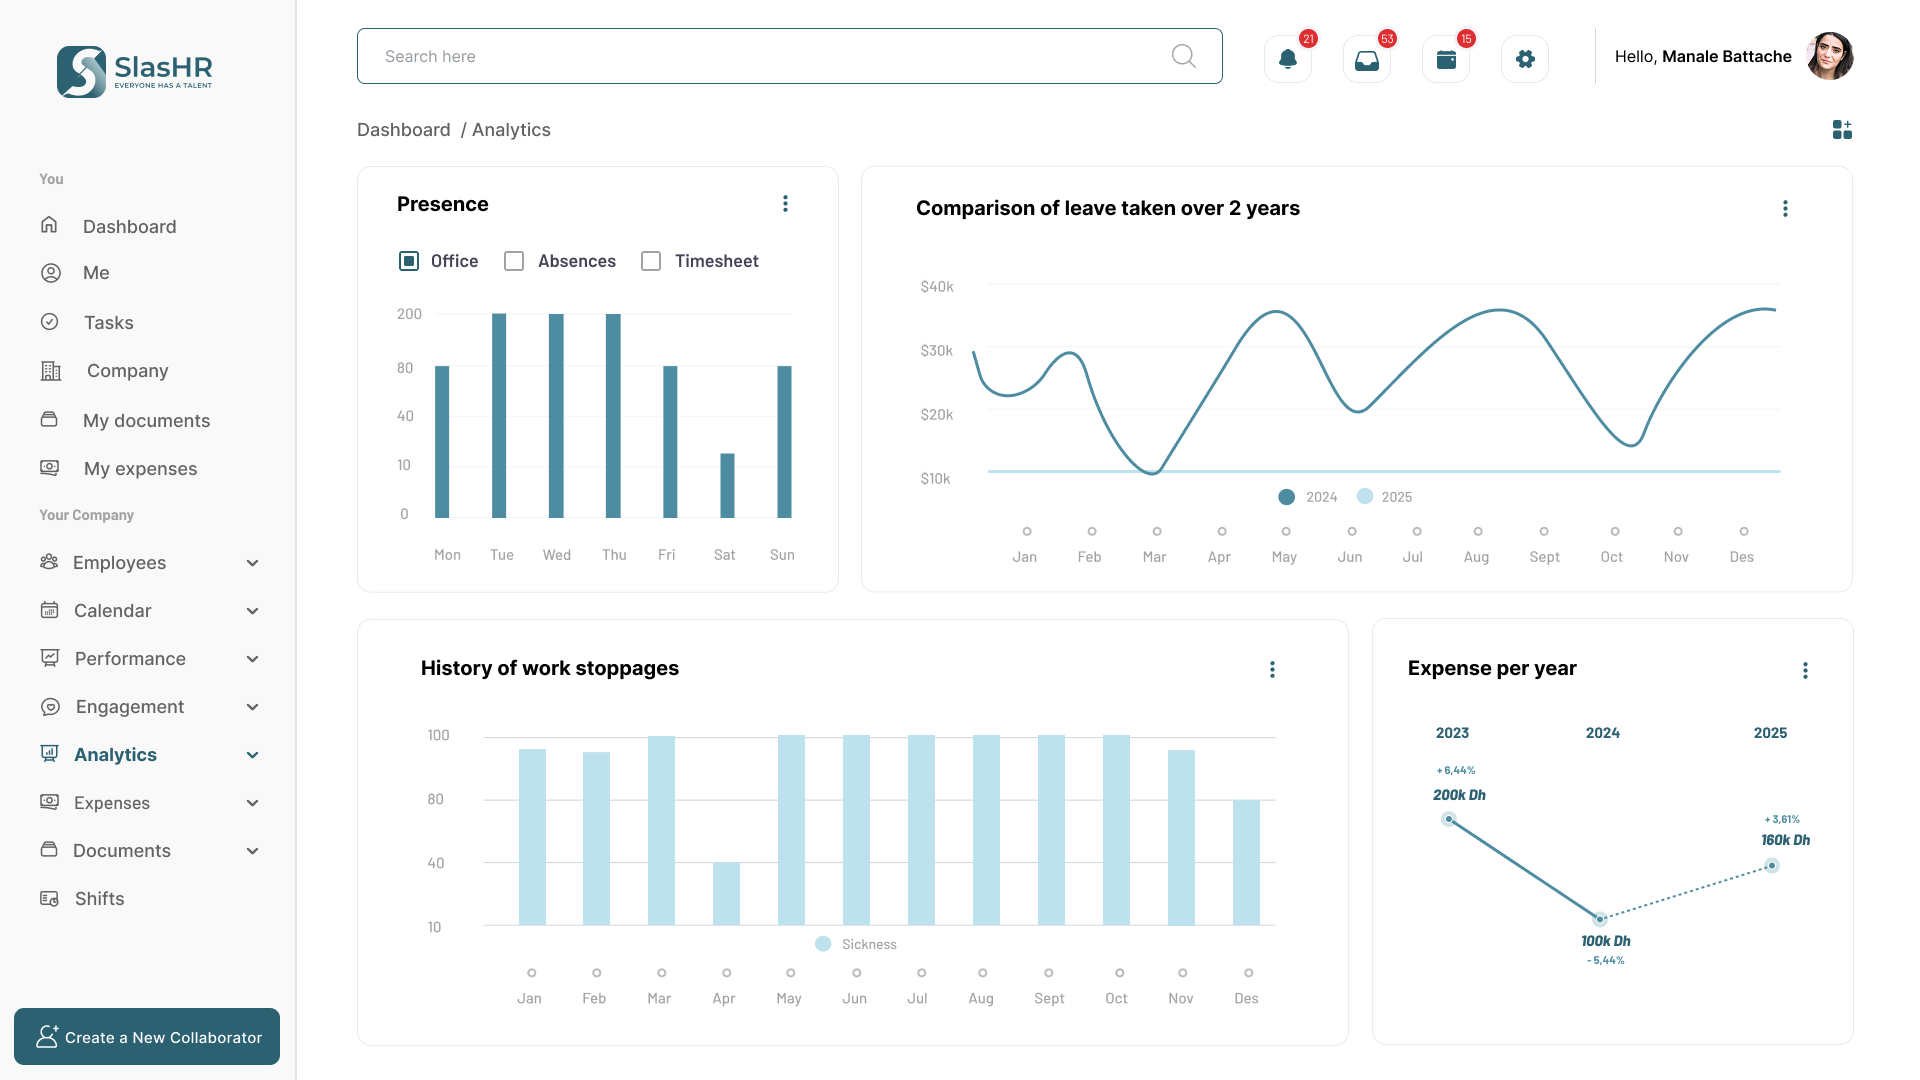 SlasHR
EVERYONE HAS A TALENT
You
Dashboard
Me
Tasks
Company
My documents
My expenses
Your Company
Employees
Calendar
Performance
Engagement
Analytics
Expenses
Documents
Shifts
Create a New Collaborator
Search here
21
53
15
Hello, Manale Battache
Dashboard / Analytics
Presence
Office Absences Timesheet
200
80
40
10
0
Mon Tue Wed Thu Fri Sat Sun
Comparison of leave taken over 2 years
$40k
$30k
$20k
$10k
2024 2025
Jan Feb Mar Apr May Jun Jul Aug Sept Oct Nov Des
History of work stoppages
100
80
40
10
Sickness
Jan Feb Mar Apr May Jun Jul Aug Sept Oct Nov Des
Expense per year
2023 2024 2025
+ 6,44%
200k Dh
+ 3,61%
160k Dh
100k Dh
- 5,44%